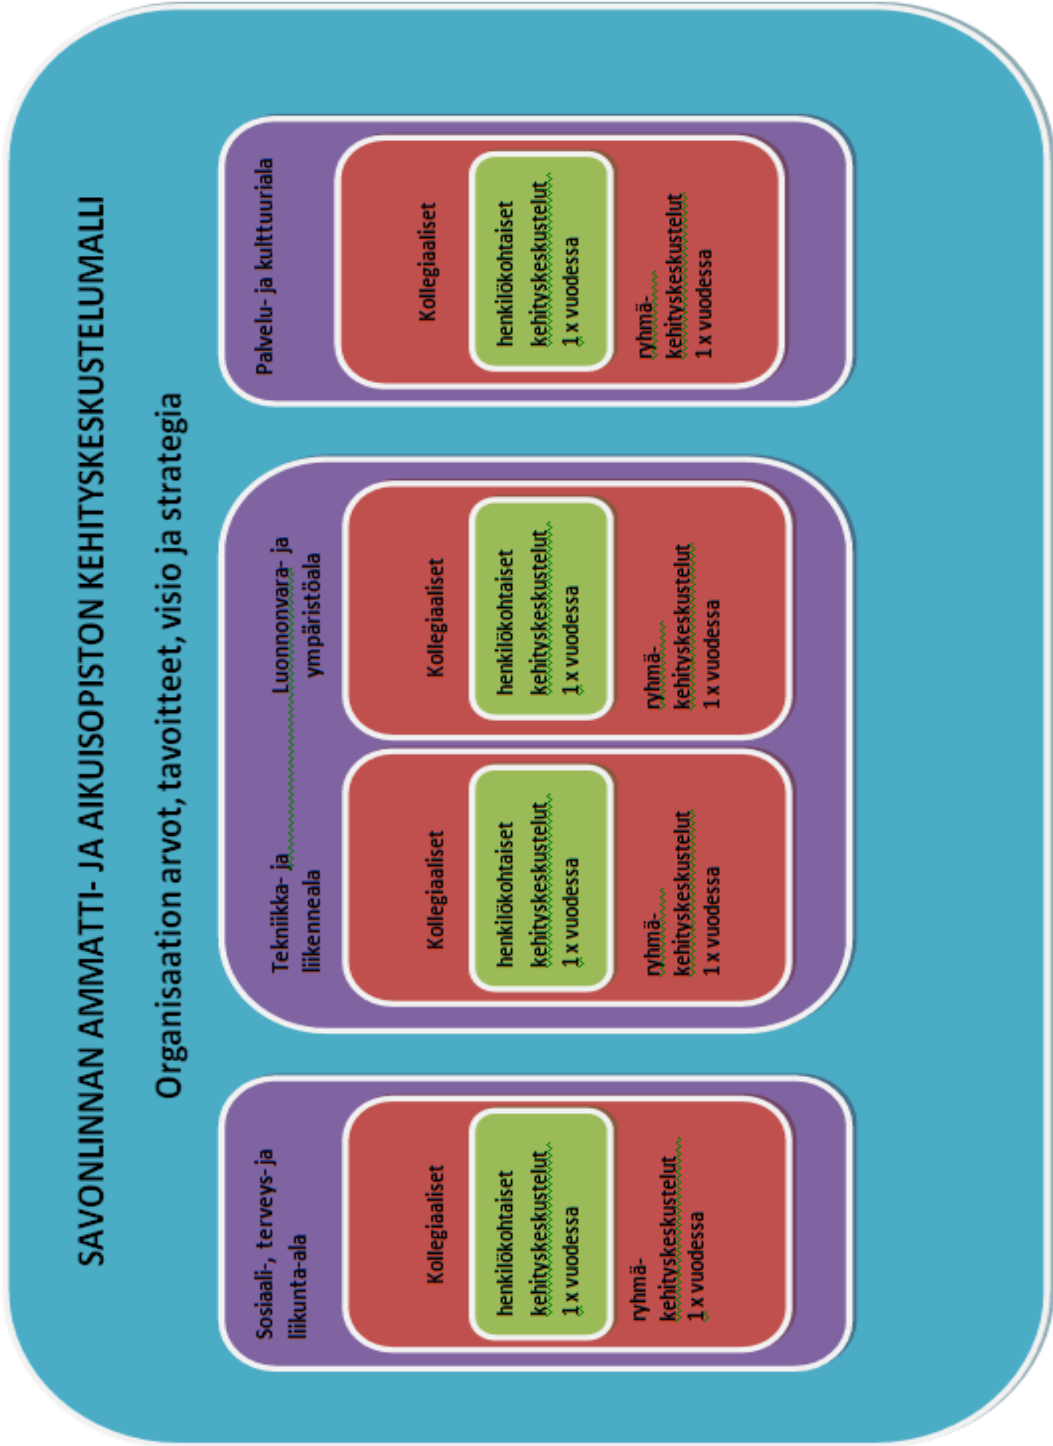 SAVONLINNAN AMMATTI- JA AIKUISOPISTON KEHITYSKESKUSTELUMALLI
Organisaation arvot, tavoitteet, visio ja strategia
Sosiaali-, terveys- ja
liikunta-ala
Kollegiaaliset
henkilökohtaiset
kehityskeskustelut
1 x vuodessa
ryhmä-
kehityskeskustelut
1 x vuodessa
Tekniikka- ja
liikenneala
Luonnonvara- ja
ympäristöala
Kollegiaaliset
henkilökohtaiset
kehityskeskustelut
1 x vuodessa
ryhmä-
kehityskeskustelut
1 x vuodessa
Kollegiaaliset
henkilökohtaiset
kehityskeskustelut
1 x vuodessa
ryhmä-
kehityskeskustelut
1 x vuodessa
Palvelu- ja kulttuuriala
Kollegiaaliset
henkilökohtaiset
kehityskeskustelut
1 x vuodessa
ryhmä-
kehityskeskustelut
1 x vuodessa